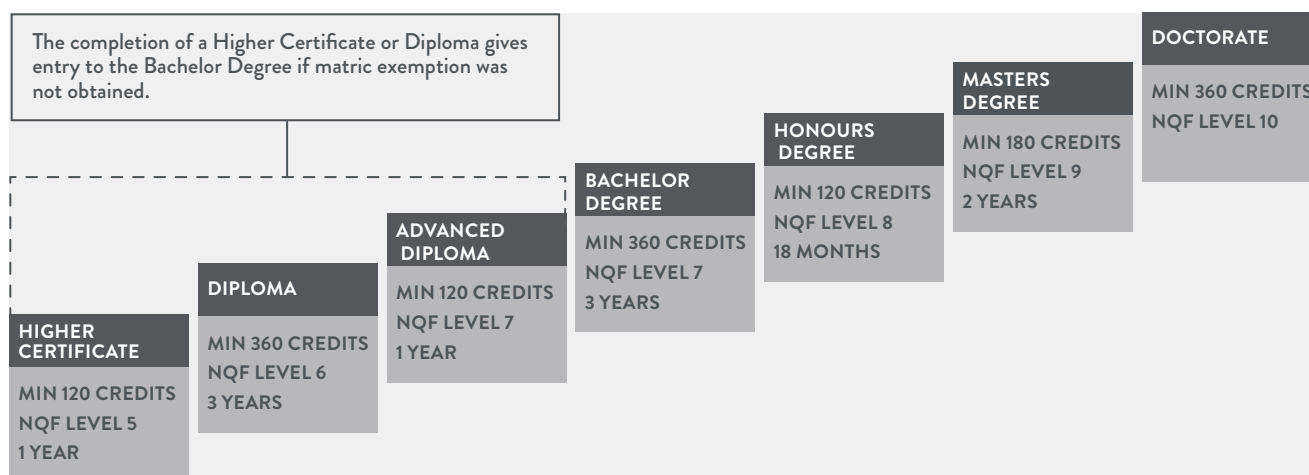 The completion of a Higher Certificate or Diploma gives
entry to the Bachelor Degree if matric exemption was
not obtained.
HIGHER
CERTIFICATE
MIN 120 CREDITS
NQF LEVEL 5
1 YEAR
DIPLOMA
MIN 360 CREDITS
NQF LEVEL 6
3 YEARS
ADVANCED
DIPLOMA
MIN 120 CREDITS
NQF LEVEL 7
1 YEAR
BACHELOR
DEGREE
MIN 360 CREDITS
NQF LEVEL 7
3 YEARS
HONOURS
DEGREE
MIN 120 CREDITS
NQF LEVEL 8
18 MONTHS
MASTERS
DEGREE
MIN 180 CREDITS
NQF LEVEL 9
2 YEARS
DOCTORATE
MIN 360 CREDITS
NQF LEVEL 10